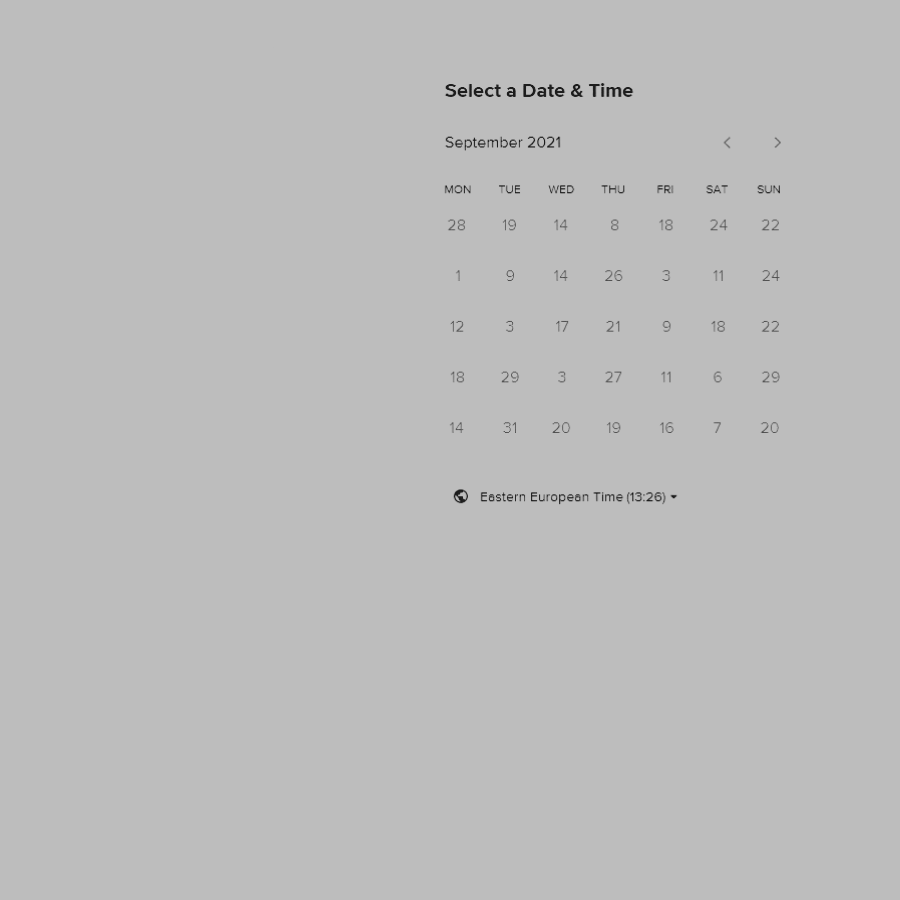 Select a Date & Time
September 2021
MON TUE WED THU FRI SAT SUN
28 19 14 8 18 24 22
1 9 14 26 3 11 24
12 3 17 21 9 18 22
18 29 3 27 11 6 29
14 31 20 19 16 7 20
Eastern European Time (13:26)